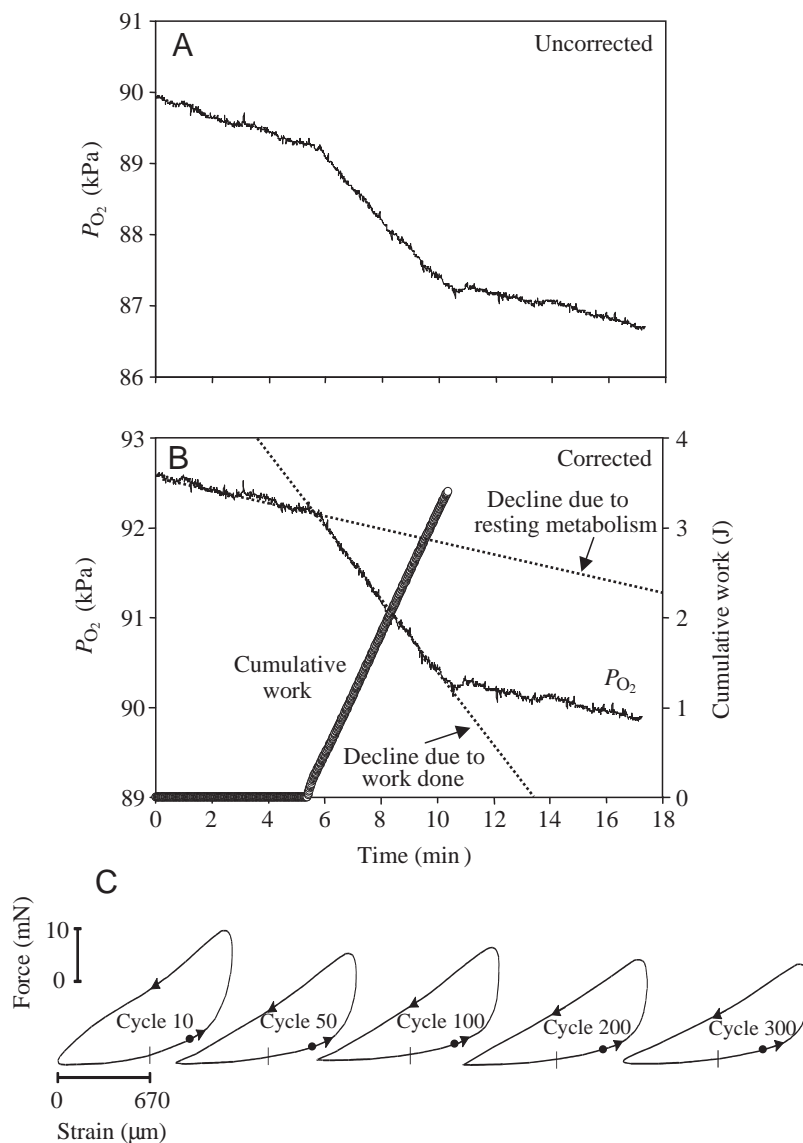 A
Uncorrected
91
90
89
88
87
86
P_O2 (kPa)
B
Corrected
93
92
91
90
89
P_O2 (kPa)
4
3
2
1
0
Cumulative work (J)
Decline due to
resting metabolism
Cumulative
work
P_O2
Decline due to
work done
0 2 4 6 8 10 12 14 16 18
Time (min)
C
10
0
Force (mN)
Cycle 10
Cycle 50
Cycle 100
Cycle 200
Cycle 300
0 670
Strain (μm)